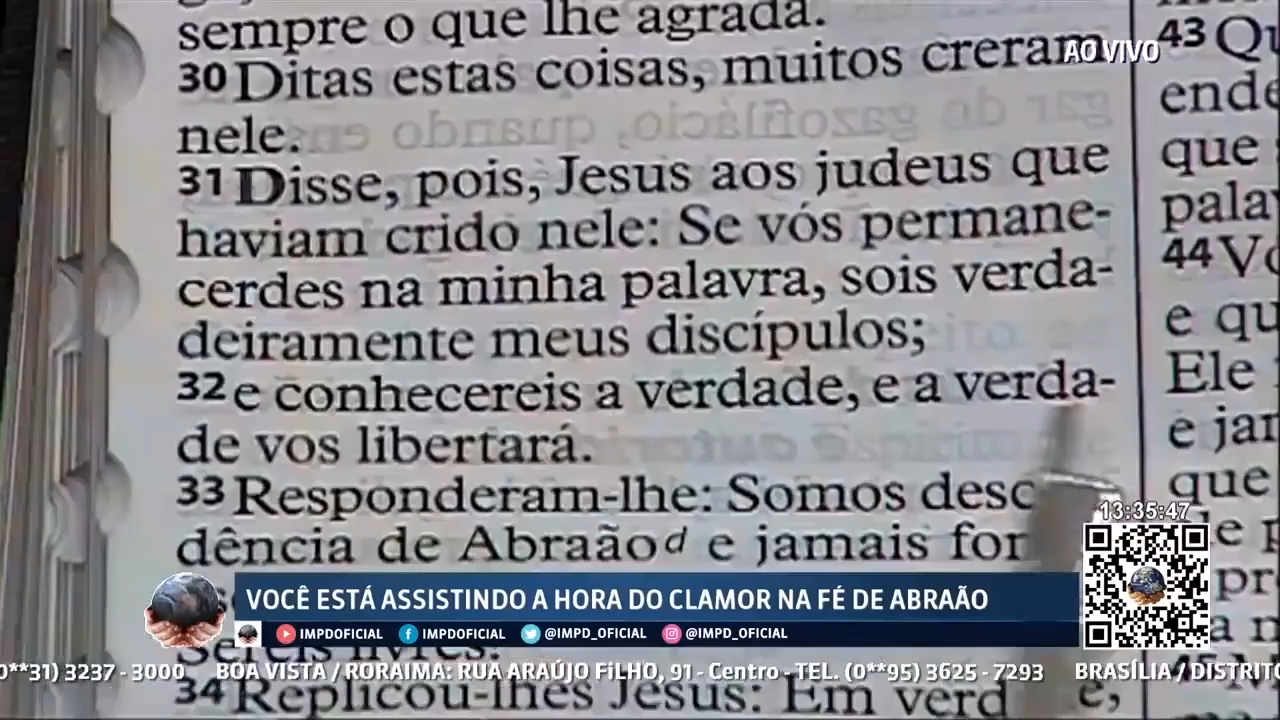 sempre o que lhe agrada.
30 Ditas estas coisas, muitos creram
nele.
31 Disse, pois, Jesus aos judeus que
haviam crido nele: Se vós permane-
cerdes na minha palavra, sois verda-
deiramente meus discípulos;
32 e conhecereis a verdade, e a verda-
de vos libertará.
33 Responderam-lhe: Somos desc
dência de Abraão d e jamais for
Sereis livres.
34 Replicou-lhes Jesus: Em verd e,
43 Qu
ende
que
pala
44 Vo
e qu
Ele
e jar
que
AO VIVO
13:35:47
VOCÊ ESTÁ ASSISTINDO A HORA DO CLAMOR NA FÉ DE ABRAÃO
IMPDOFICIAL IMPDOFICIAL @IMPD_OFICIAL @IMPD_OFICIAL
0**31) 3237 - 3000 BOA VISTA / RORAIMA: RUA ARAÚJO FiLHO, 91 - Centro - TEL. (0**95) 3625 - 7293 BRASÍLIA / DISTRITO